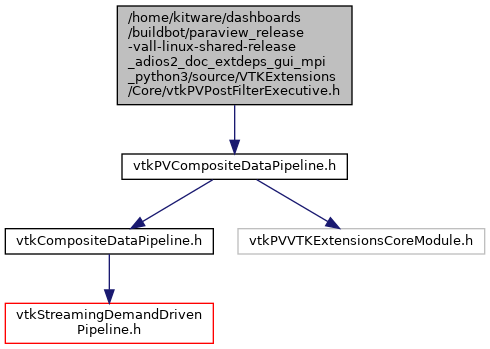 /home/kitware/dashboards
/buildbot/paraview_release
-vall-linux-shared-release
_adios2_doc_extdeps_gui_mpi
_python3/source/VTKExtensions
/Core/vtkPVPostFilterExecutive.h
vtkPVCompositeDataPipeline.h
vtkCompositeDataPipeline.h
vtkPVVTKExtensionsCoreModule.h
vtkStreamingDemandDriven
Pipeline.h